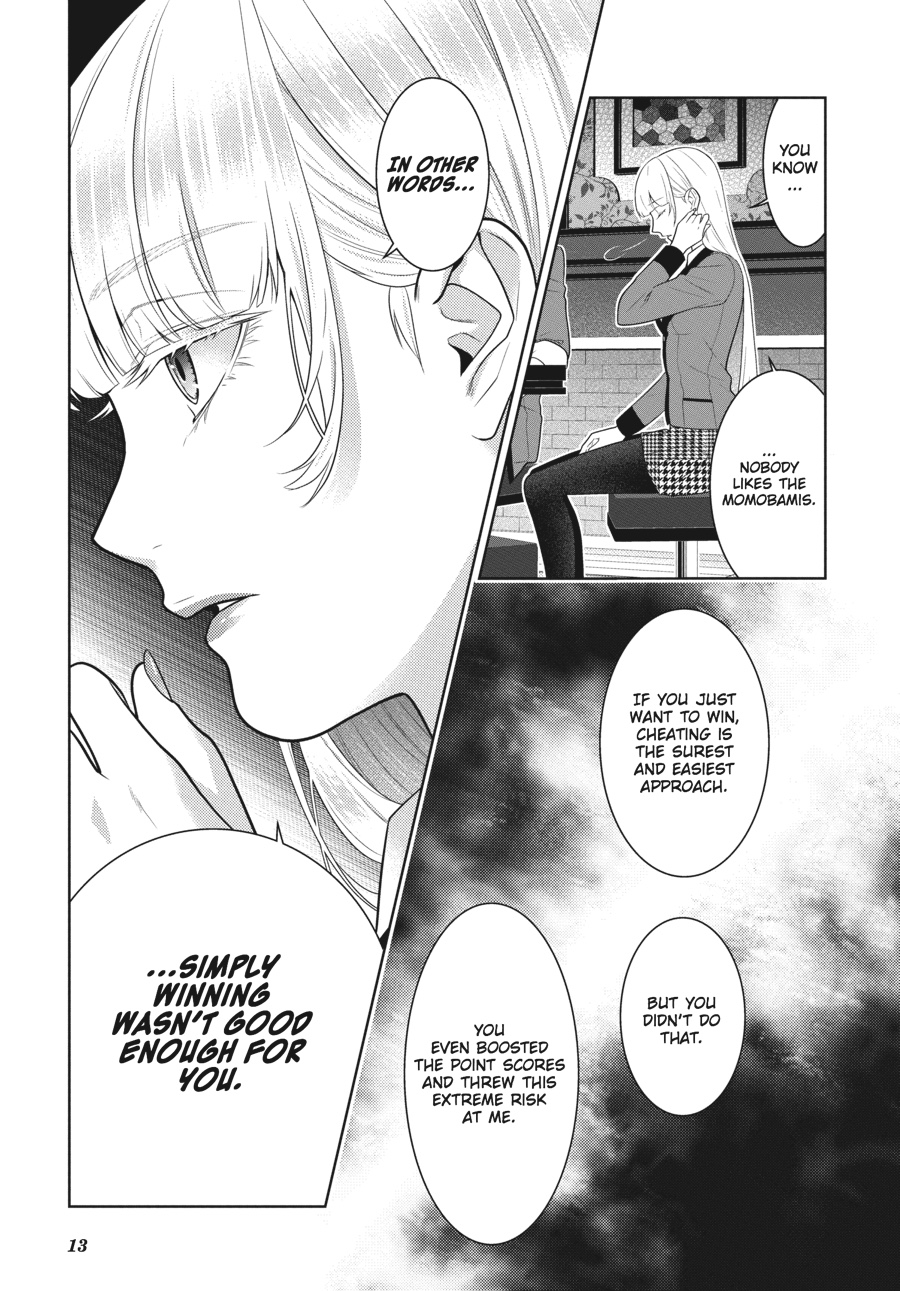 YOU
KNOW
...
...
NOBODY
LIKES THE
MOMOBAMIS.
IF YOU JUST
WANT TO WIN,
CHEATING IS
THE SUREST
AND EASIEST
APPROACH.
BUT YOU
DIDN'T DO
THAT.
YOU
EVEN BOOSTED
THE POINT SCORES
AND THREW THIS
EXTREME RISK
AT ME.
IN OTHER
WORDS...
...SIMPLY
WINNING
WASN'T GOOD
ENOUGH FOR
YOU.
13